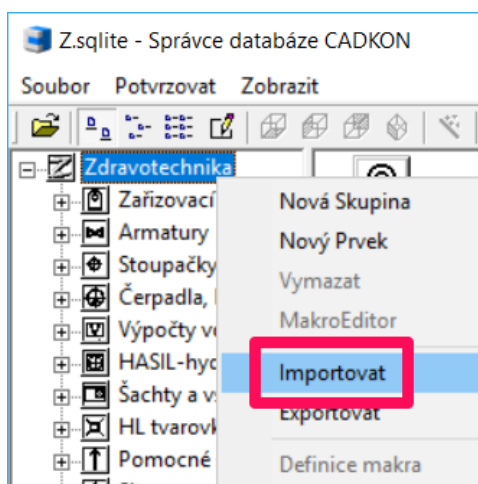 Z.sqlite - Správce databáze CADKON
Soubor Potvrzovat Zobrazit
Zdravotechnika
Zařizovací
Armatury
Stoupačky
Čerpadla,
Výpočty
HASIL-hyd
Šachty a
HL tvarovk
Pomocné
Nová Skupina
Nový Prvek
Vymazat
MakroEditor
Importovat
Exportovat
Definice makra